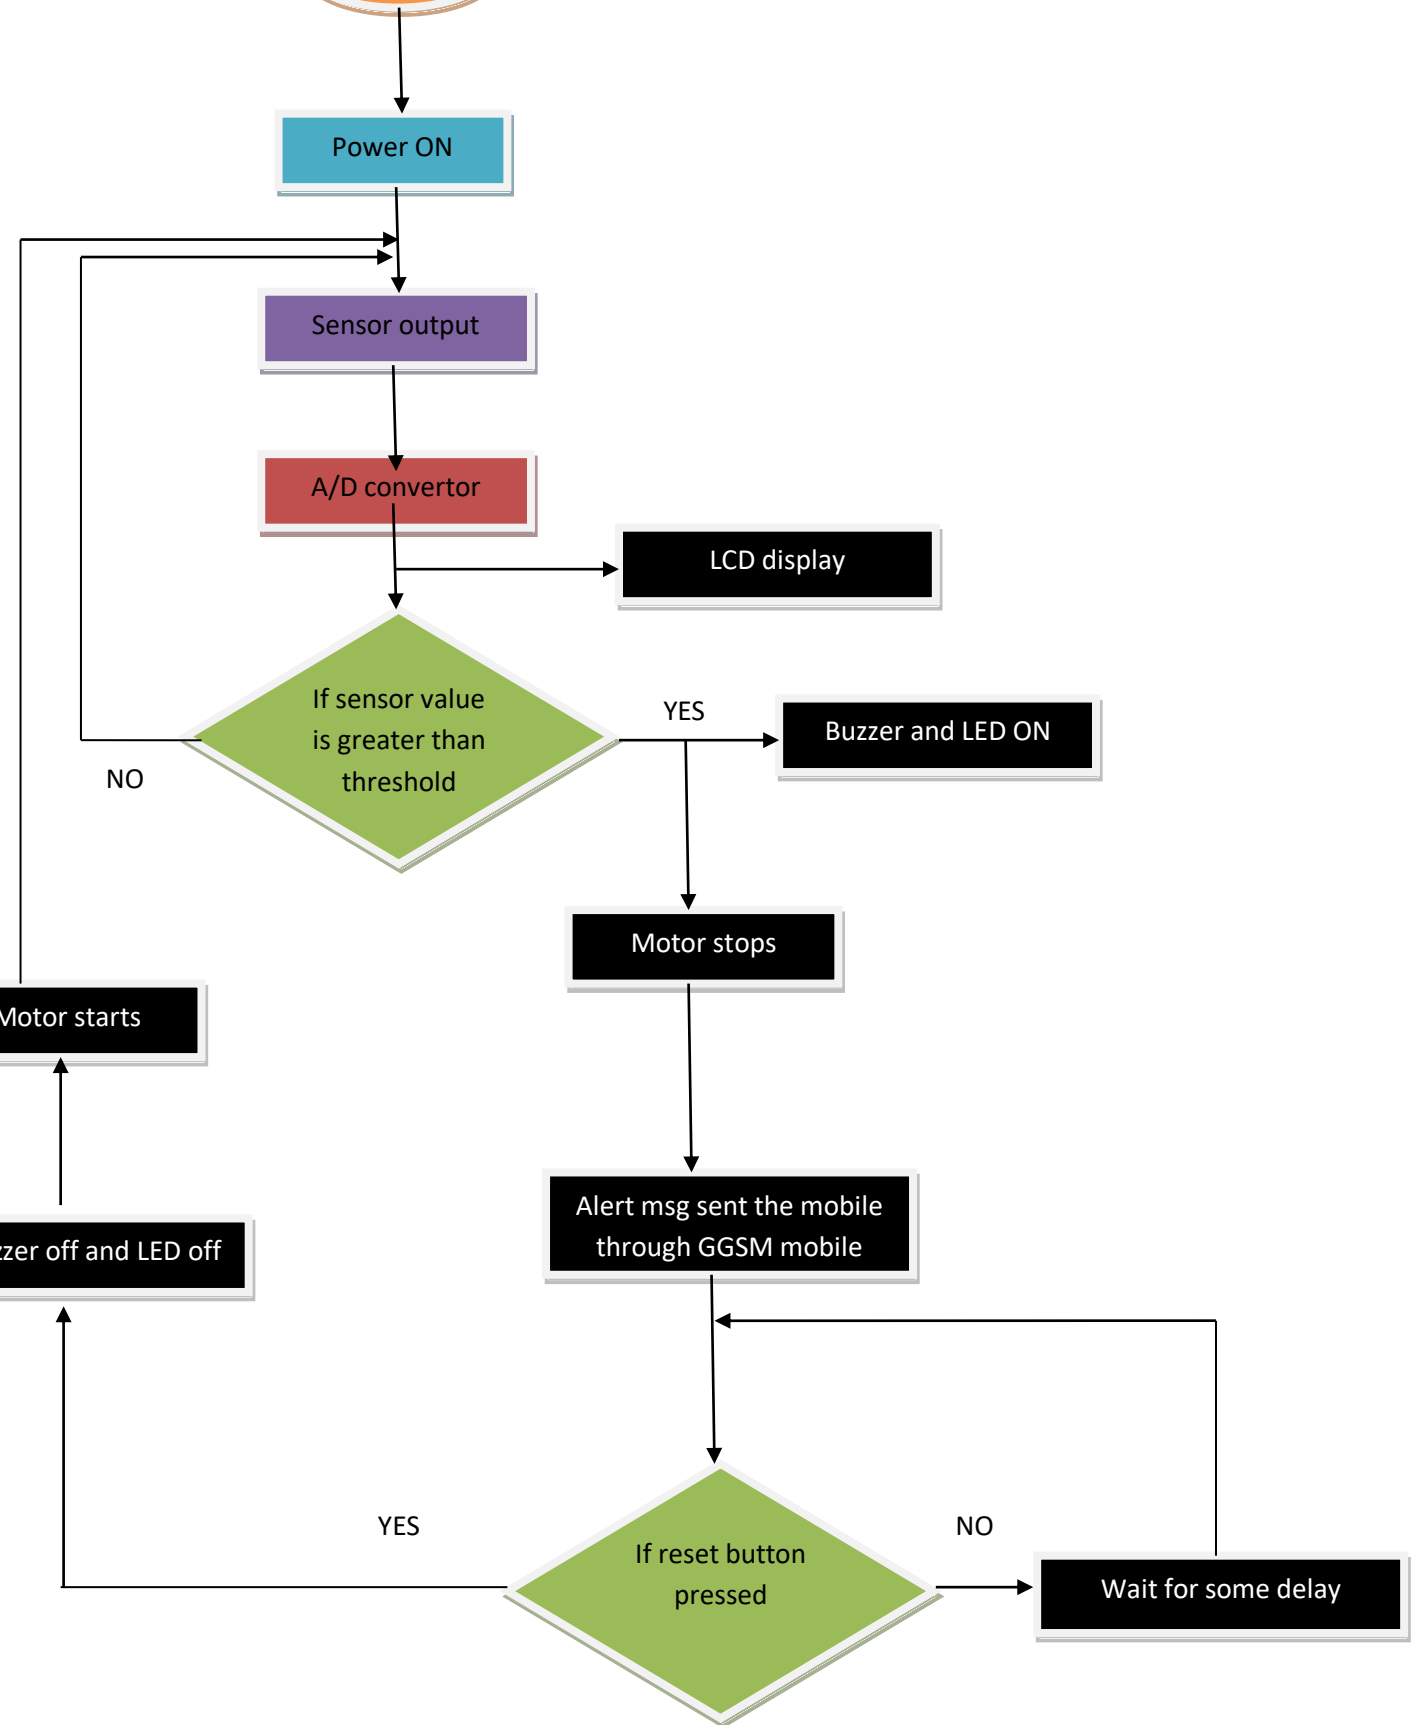 Power ON
Sensor output
A/D convertor
LCD display
If sensor value
is greater than
threshold
YES
Buzzer and LED ON
NO
Motor stops
Motor starts
Alert msg sent the mobile
through GGSM mobile
zzer off and LED off
YES
NO
If reset button
pressed
Wait for some delay